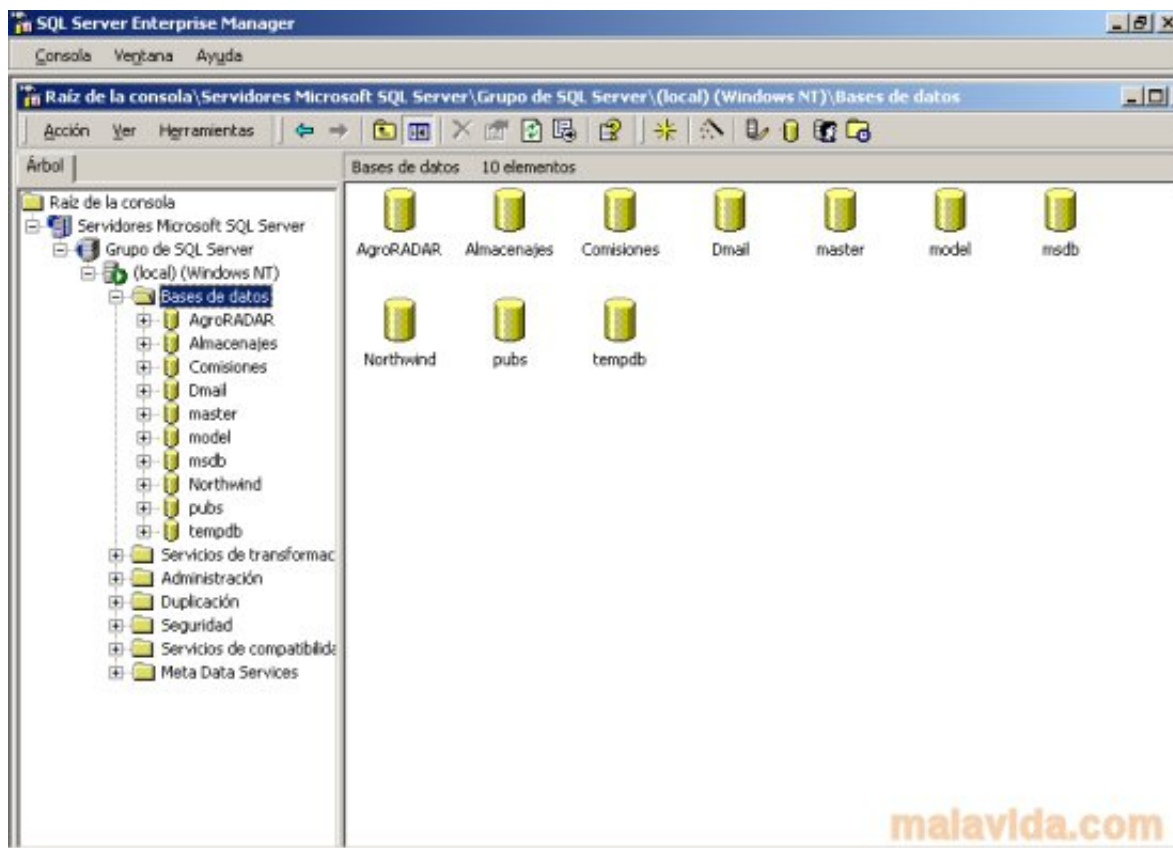 SQL Server Enterprise Manager
Consola Ventana Ayuda
Raíz de la consola\Servidores Microsoft SQL Server\Grupo de SQL Server\(local) (Windows NT)\Bases de datos
Acción Ver Herramientas
Árbol
Bases de datos 10 elementos
Raíz de la consola
Servidores Microsoft SQL Server
Grupo de SQL Server
(local) (Windows NT)
Bases de datos
AgroRADAR
Almacenajes
Comisiones
Dmail
master
model
msdb
Northwind
pubs
tempdb
Servicios de transformac
Administración
Duplicación
Seguridad
Servicios de compatibilida
Meta Data Services
AgroRADAR Almacenajes Comisiones Dmail master model msdb
Northwind pubs tempdb
malavida.com